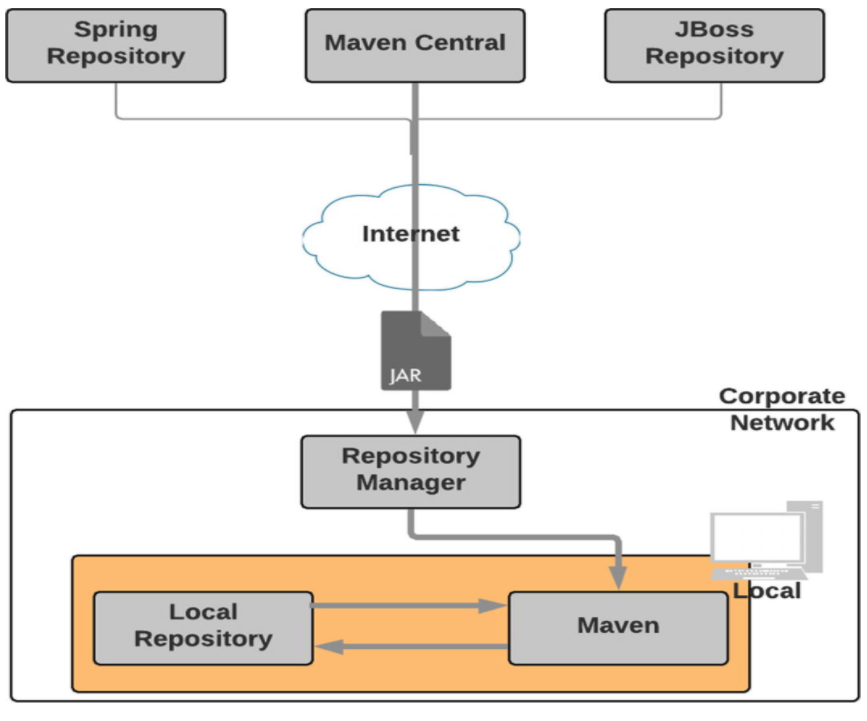 Spring
Repository
Maven Central
JBoss
Repository
Internet
JAR
Corporate
Network
Repository
Manager
Local
Local
Repository
Maven